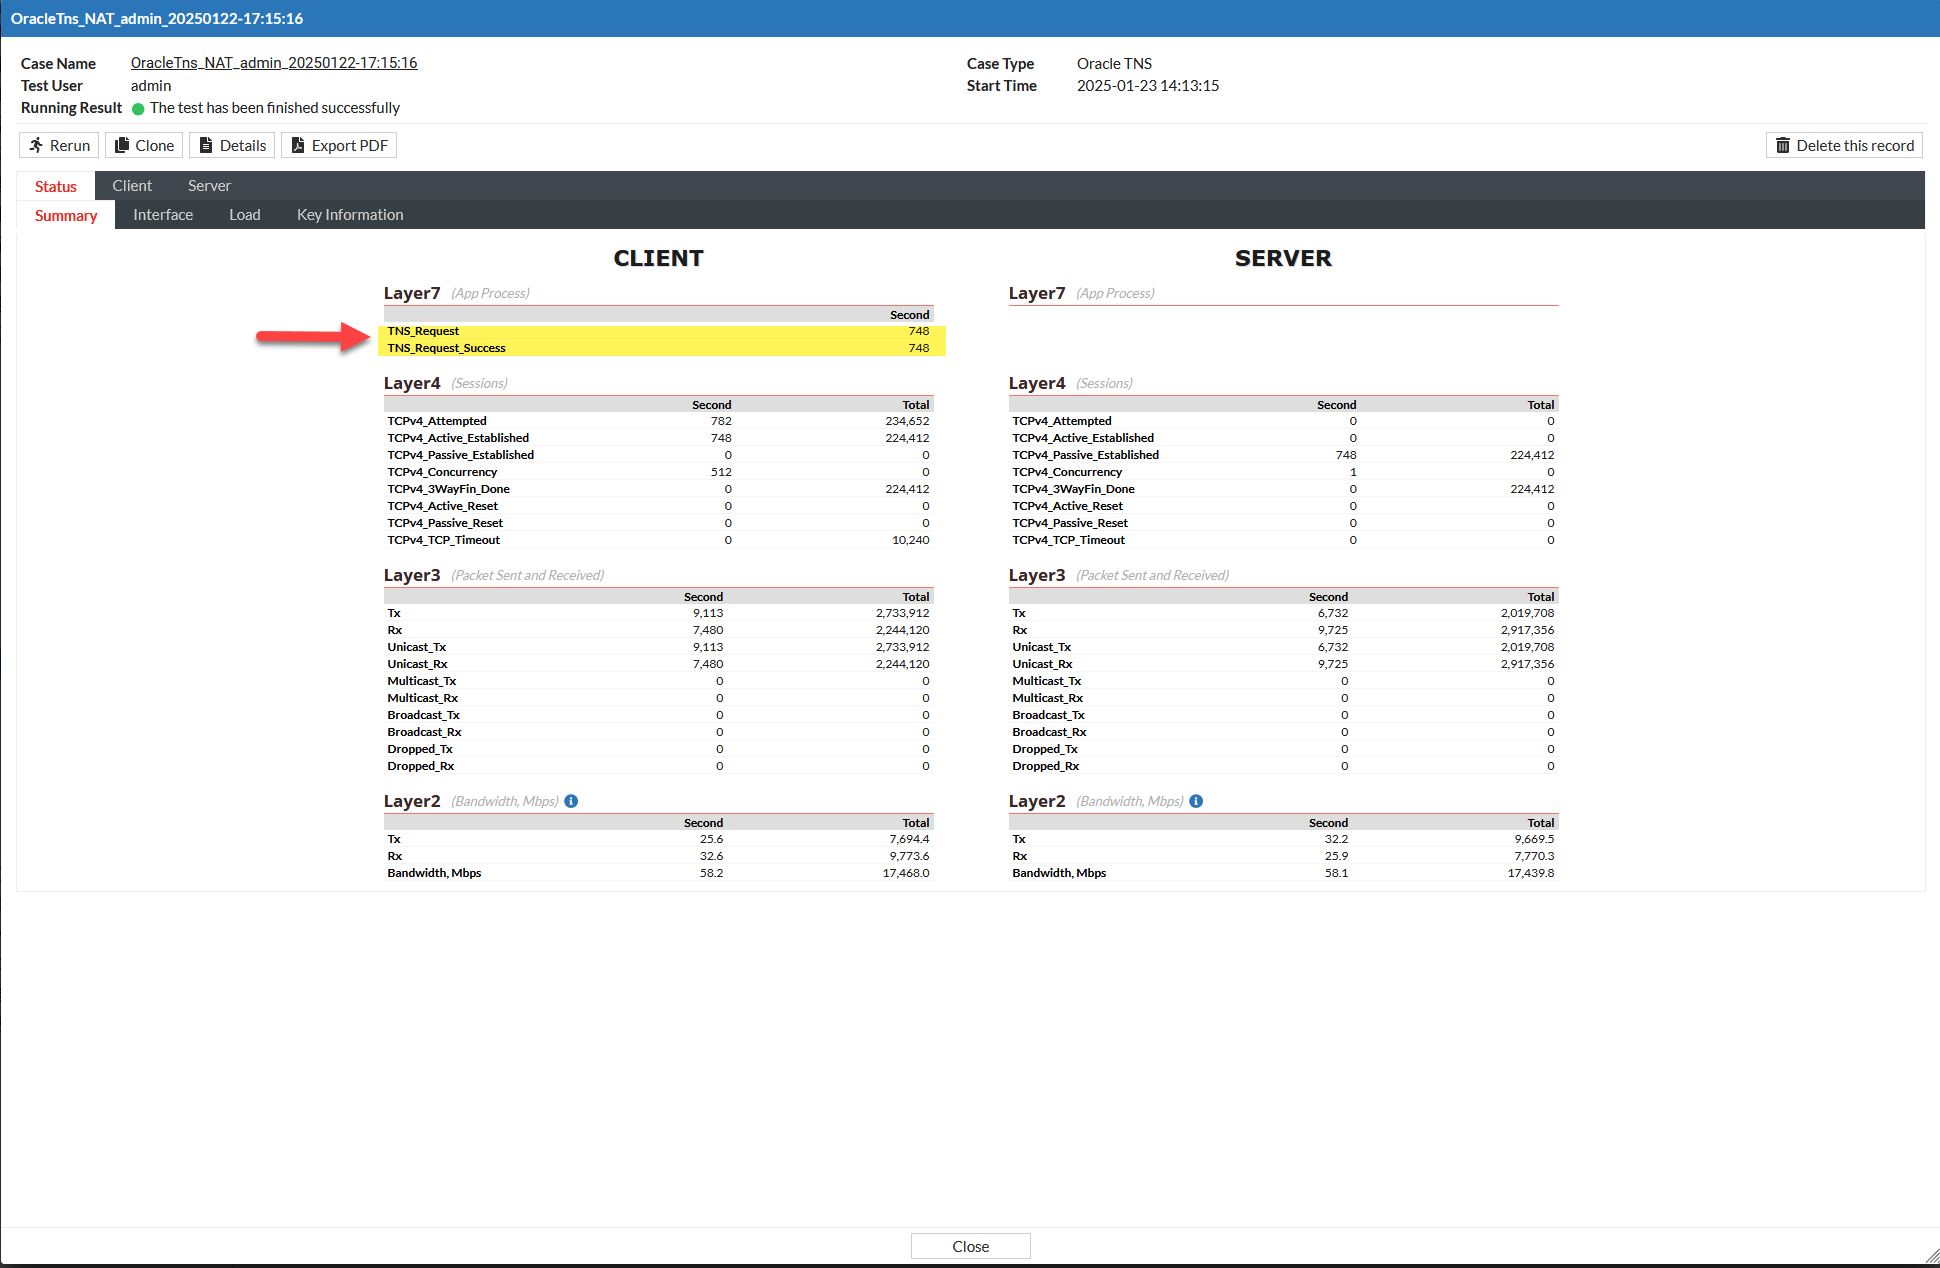 OracleTns_NAT_admin_20250122-17:15:16
Case Name OracleTns_NAT_admin_20250122-17:15:16 Case Type Oracle TNS
Test User admin Start Time 2025-01-23 14:13:15
Running Result The test has been finished successfully
Rerun Clone Details Export PDF Delete this record
Status Client Server
Summary Interface Load Key Information
CLIENT
Layer7 (App Process)
Second
TNS_Request 748
TNS_Request_Success 748
Layer4 (Sessions)
Second Total
TCPv4_Attempted 782 234,652
TCPv4_Active_Established 748 224,412
TCPv4_Passive_Established 0 0
TCPv4_Concurrency 512 0
TCPv4_3WayFin_Done 0 224,412
TCPv4_Active_Reset 0 0
TCPv4_Passive_Reset 0 0
TCPv4_TCP_Timeout 0 10,240
Layer3 (Packet Sent and Received)
Second Total
Tx 9,113 2,733,912
Rx 7,480 2,244,120
Unicast_Tx 9,113 2,733,912
Unicast_Rx 7,480 2,244,120
Multicast_Tx 0 0
Multicast_Rx 0 0
Broadcast_Tx 0 0
Broadcast_Rx 0 0
Dropped_Tx 0 0
Dropped_Rx 0 0
Layer2 (Bandwidth, Mbps)
Second Total
Tx 25.6 7,694.4
Rx 32.6 9,773.6
Bandwidth, Mbps 58.2 17,468.0
SERVER
Layer7 (App Process)
Layer4 (Sessions)
Second Total
TCPv4_Attempted 0 0
TCPv4_Active_Established 0 0
TCPv4_Passive_Established 748 224,412
TCPv4_Concurrency 1 0
TCPv4_3WayFin_Done 0 224,412
TCPv4_Active_Reset 0 0
TCPv4_Passive_Reset 0 0
TCPv4_TCP_Timeout 0 0
Layer3 (Packet Sent and Received)
Second Total
Tx 6,732 2,019,708
Rx 9,725 2,917,356
Unicast_Tx 6,732 2,019,708
Unicast_Rx 9,725 2,917,356
Multicast_Tx 0 0
Multicast_Rx 0 0
Broadcast_Tx 0 0
Broadcast_Rx 0 0
Dropped_Tx 0 0
Dropped_Rx 0 0
Layer2 (Bandwidth, Mbps)
Second Total
Tx 32.2 9,669.5
Rx 25.9 7,770.3
Bandwidth, Mbps 58.1 17,439.8
Close